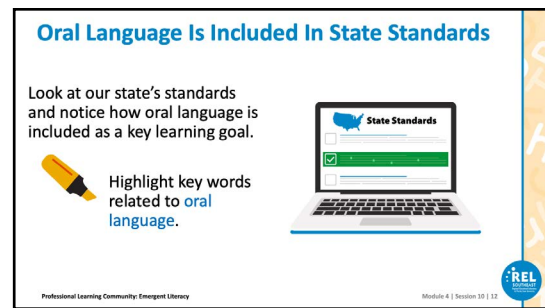 Oral Language Is Included In State Standards
Look at our state's standards
and notice how oral language is
included as a key learning goal.
State Standards
Highlight key words
related to oral
language.
Professional Learning Community: Emergent Literacy
Module 4 | Session 10 | 12
REL
SOUTHEAST